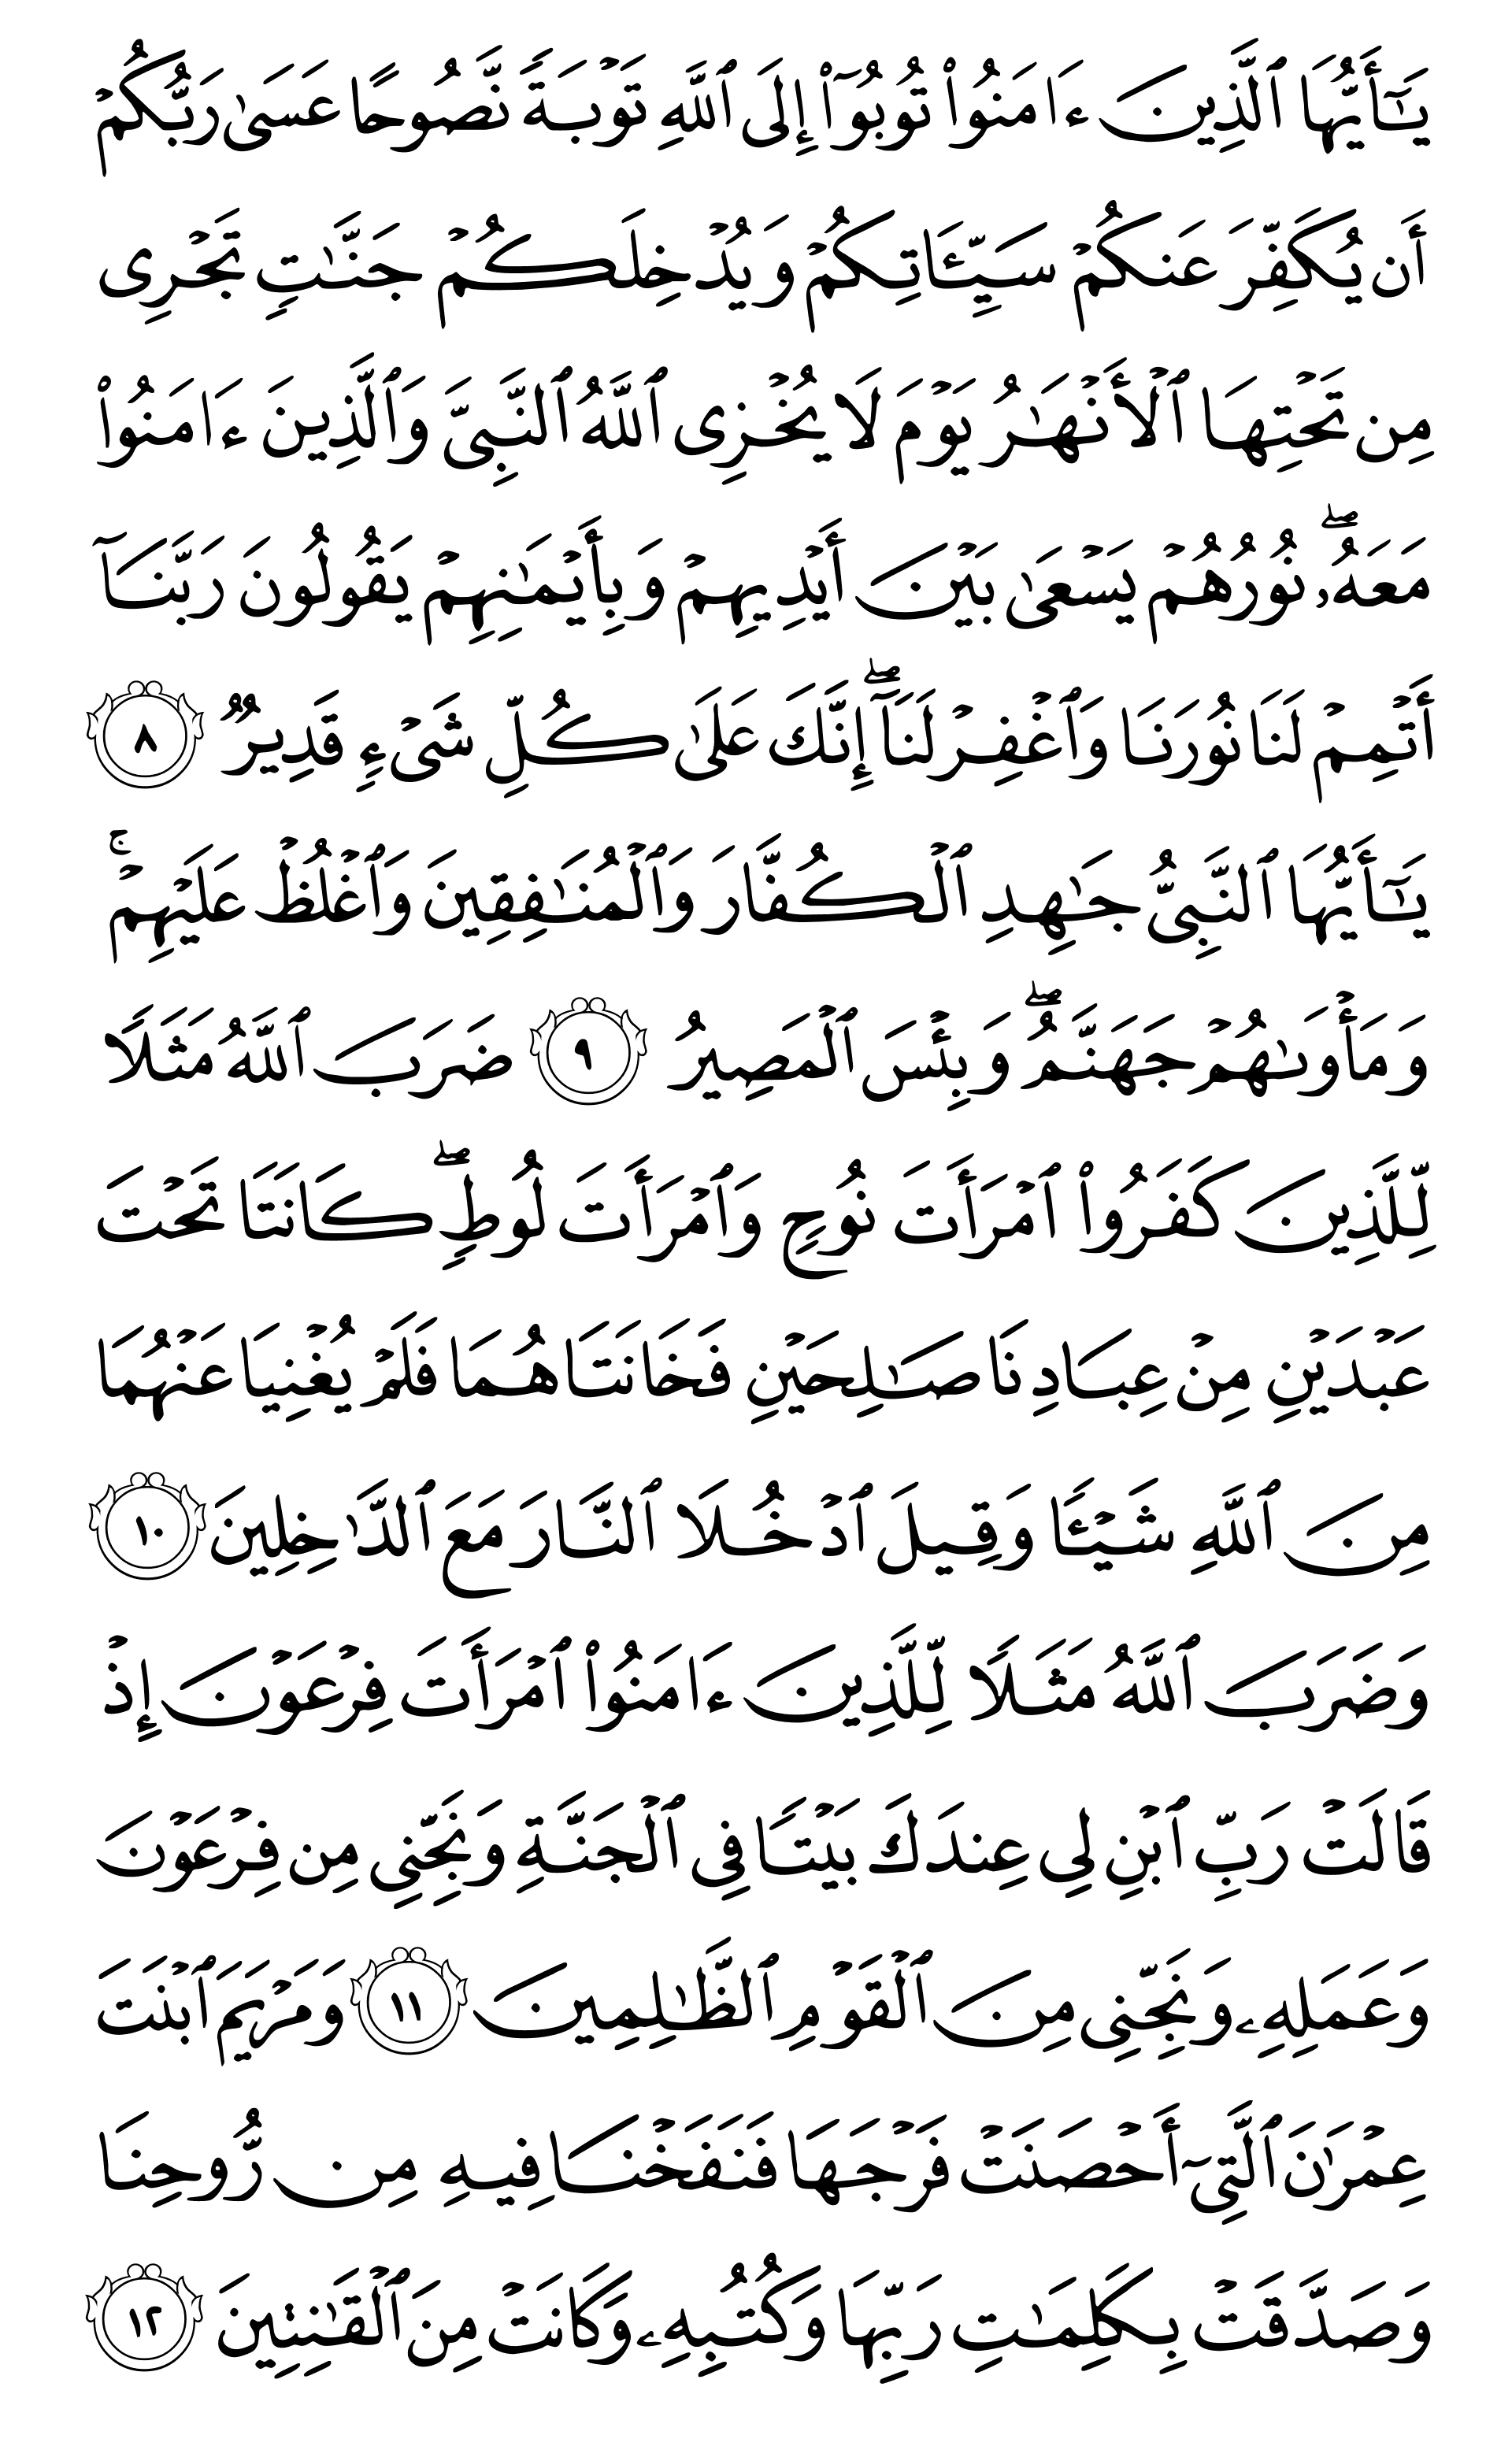 يَٰٓأَيُّهَا ٱلَّذِينَ ءَامَنُوا۟ تُوبُوٓا۟ إِلَى ٱللَّهِ تَوْبَةً نَّصُوحًا عَسَىٰ رَبُّكُمْ
أَن يُكَفِّرَ عَنكُمْ سَيِّـَٔاتِكُمْ وَيُدْخِلَكُمْ جَنَّٰتٍ تَجْرِى
مِن تَحْتِهَا ٱلْأَنْهَٰرُ يَوْمَ لَا يُخْزِى ٱللَّهُ ٱلنَّبِىَّ وَٱلَّذِينَ ءَامَنُوا۟
مَعَهُۥ ۖ نُورُهُمْ يَسْعَىٰ بَيْنَ أَيْدِيهِمْ وَبِأَيْمَٰنِهِمْ يَقُولُونَ رَبَّنَآ
أَتْمِمْ لَنَا نُورَنَا وَٱغْفِرْ لَنَآ ۖ إِنَّكَ عَلَىٰ كُلِّ شَىْءٍ قَدِيرٌ ٨
يَٰٓأَيُّهَا ٱلنَّبِىُّ جَٰهِدِ ٱلْكُفَّارَ وَٱلْمُنَٰفِقِينَ وَٱغْلُظْ عَلَيْهِمْ ۚ
وَمَأْوَىٰهُمْ جَهَنَّمُ ۖ وَبِئْسَ ٱلْمَصِيرُ ٩ ضَرَبَ ٱللَّهُ مَثَلًا
لِّلَّذِينَ كَفَرُوا۟ ٱمْرَأَتَ نُوحٍ وَٱمْرَأَتَ لُوطٍ ۖ كَانَتَا تَحْتَ
عَبْدَيْنِ مِنْ عِبَادِنَا صَٰلِحَيْنِ فَخَانَتَاهُمَا فَلَمْ يُغْنِيَا عَنْهُمَا
مِنَ ٱللَّهِ شَيْـًٔا وَقِيلَ ٱدْخُلَا ٱلنَّارَ مَعَ ٱلدَّٰخِلِينَ ١٠
وَضَرَبَ ٱللَّهُ مَثَلًا لِّلَّذِينَ ءَامَنُوا۟ ٱمْرَأَتَ فِرْعَوْنَ إِذْ
قَالَتْ رَبِّ ٱبْنِ لِى عِندَكَ بَيْتًا فِى ٱلْجَنَّةِ وَنَجِّنِى مِن فِرْعَوْنَ
وَعَمَلِهِۦ وَنَجِّنِى مِنَ ٱلْقَوْمِ ٱلظَّٰلِمِينَ ١١ وَمَرْيَمَ ٱبْنَتَ
عِمْرَٰنَ ٱلَّتِىٓ أَحْصَنَتْ فَرْجَهَا فَنَفَخْنَا فِيهِ مِن رُّوحِنَا
وَصَدَّقَتْ بِكَلِمَٰتِ رَبِّهَا وَكُتُبِهِۦ وَكَانَتْ مِنَ ٱلْقَٰنِتِينَ ١٢